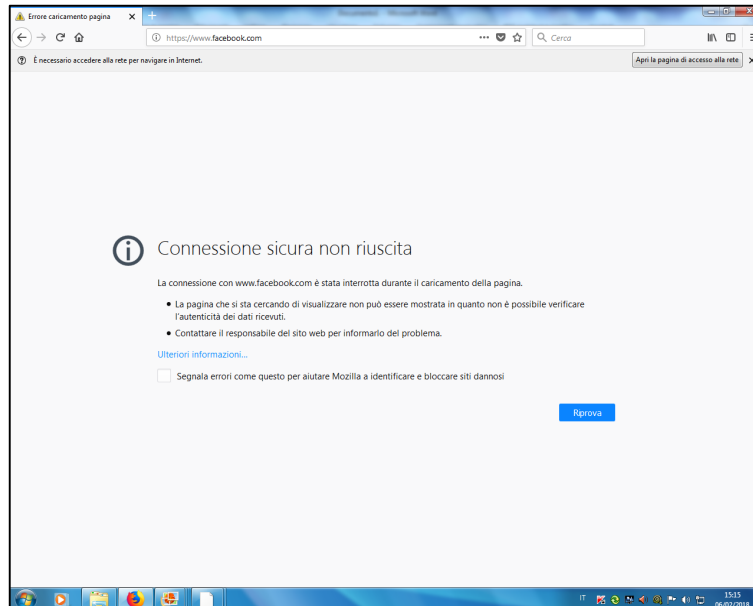 Errore caricamento pagina
https://www.facebook.com
Cerca
È necessario accedere alla rete per navigare in Internet.
Apri la pagina di accesso alla rete
Connessione sicura non riuscita
La connessione con www.facebook.com è stata interrotta durante il caricamento della pagina.
• La pagina che si sta cercando di visualizzare non può essere mostrata in quanto non è possibile verificare
l'autenticità dei dati ricevuti.
• Contattare il responsabile del sito web per informarlo del problema.
Ulteriori informazioni...
Segnala errori come questo per aiutare Mozilla a identificare e bloccare siti dannosi
Riprova
IT
15:15
06/02/2018